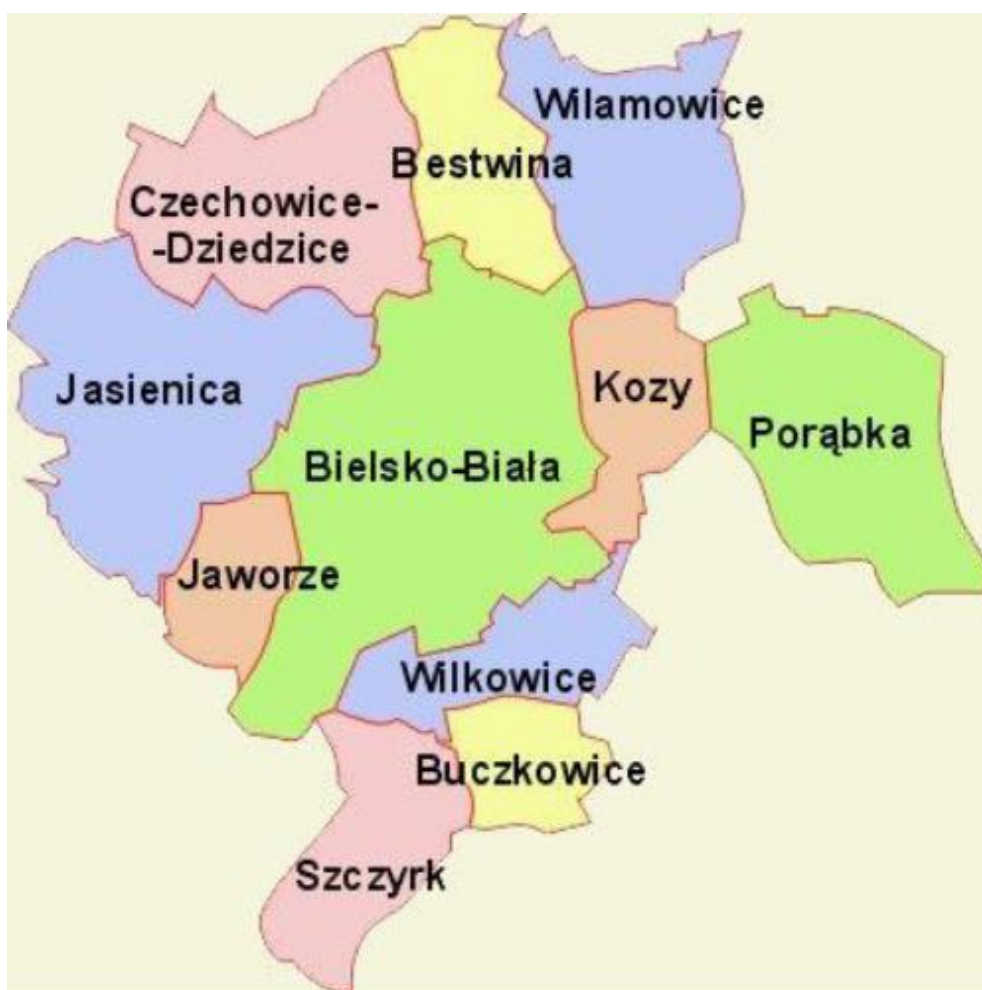 Wilamowice
Bestwina
Czechowice-
-Dziedzice
Jasienica
Kozy
Porąbka
Bielsko-Biała
Jaworze
Wilkowice
Buczkowice
Szczyrk